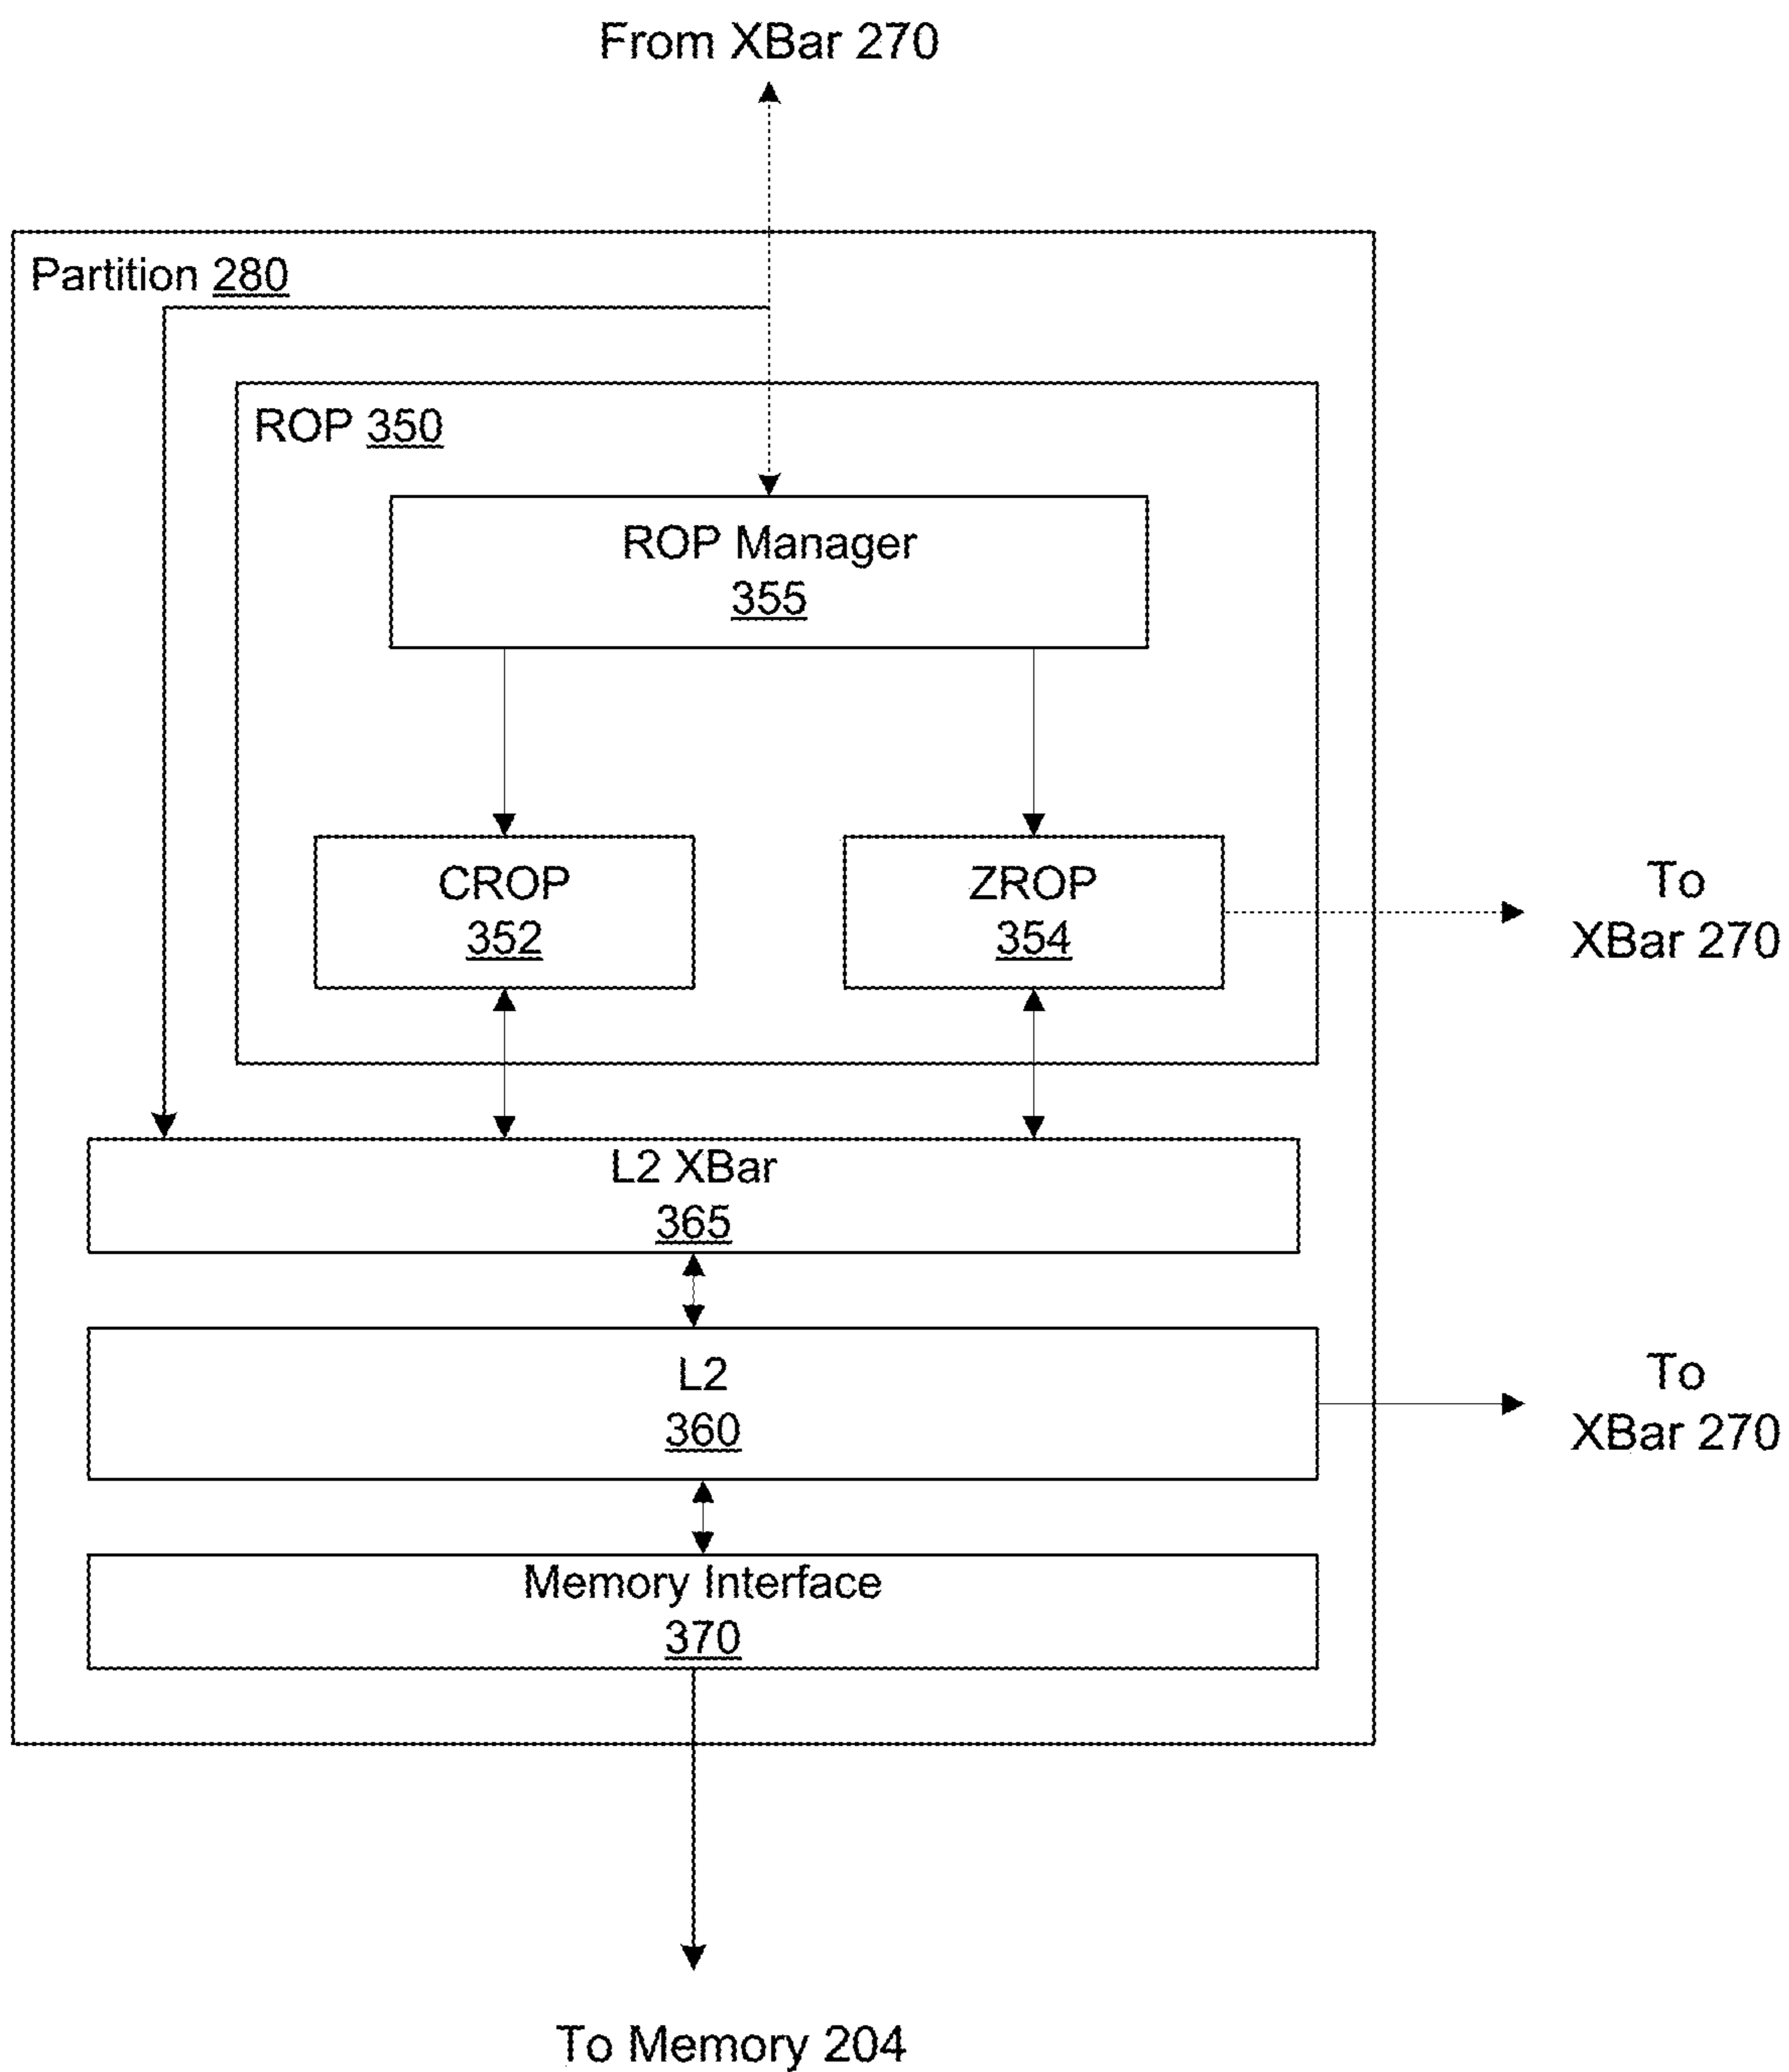 From XBar 270
Partition 280
ROP 350
ROP Manager
355
CROP
352
ZROP
354
To
XBar 270
L2 XBar
365
L2
360
To
XBar 270
Memory Interface
370
To Memory 204